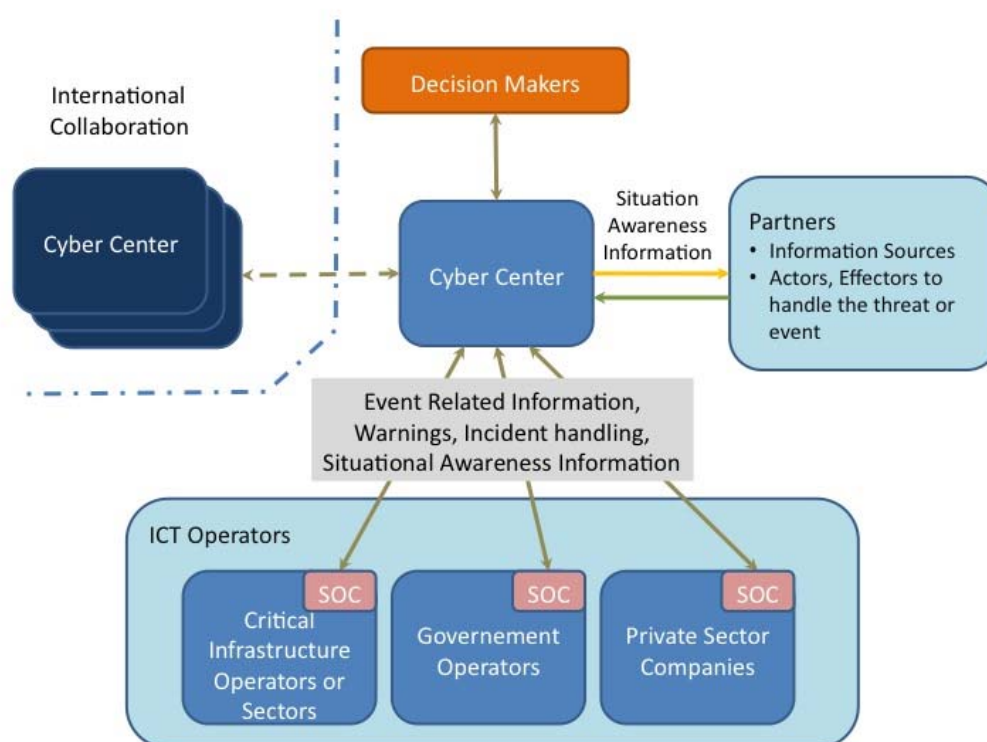 International
Collaboration
Cyber Center
Decision Makers
Cyber Center
Situation
Awareness
Information
Partners
• Information Sources
• Actors, Effectors to
handle the threat or
event
Event Related Information,
Warnings, Incident handling,
Situational Awareness Information
ICT Operators
SOC
Critical
Infrastructure
Operators or
Sectors
SOC
Governement
Operators
SOC
Private Sector
Companies